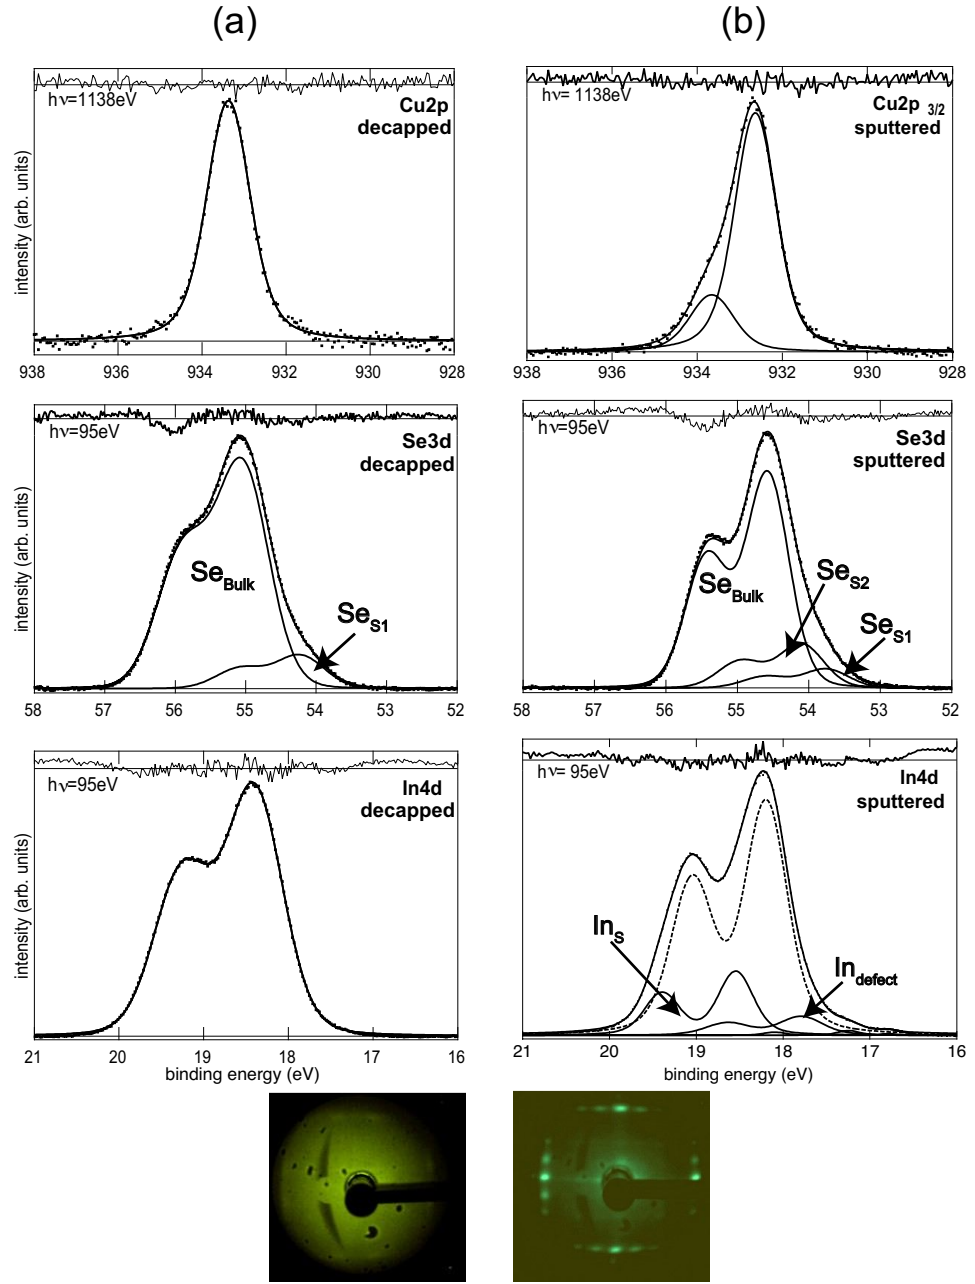 (a)
(b)
hν=1138eV
Cu2p
decapped
hν= 1138eV
Cu2p 3/2
sputtered
intensity (arb. units)
938 936 934 932 930 928
938 936 934 932 930 928
hν=95eV
Se3d
decapped
SeBulk
SeS1
hν=95eV
Se3d
sputtered
SeBulk
SeS2
SeS1
intensity (arb. units)
58 57 56 55 54 53 52
58 57 56 55 54 53 52
hν=95eV
In4d
decapped
hν= 95eV
In4d
sputtered
InS
Indefect
intensity (arb. units)
21 20 19 18 17 16
21 20 19 18 17 16
binding energy (eV)
binding energy (eV)